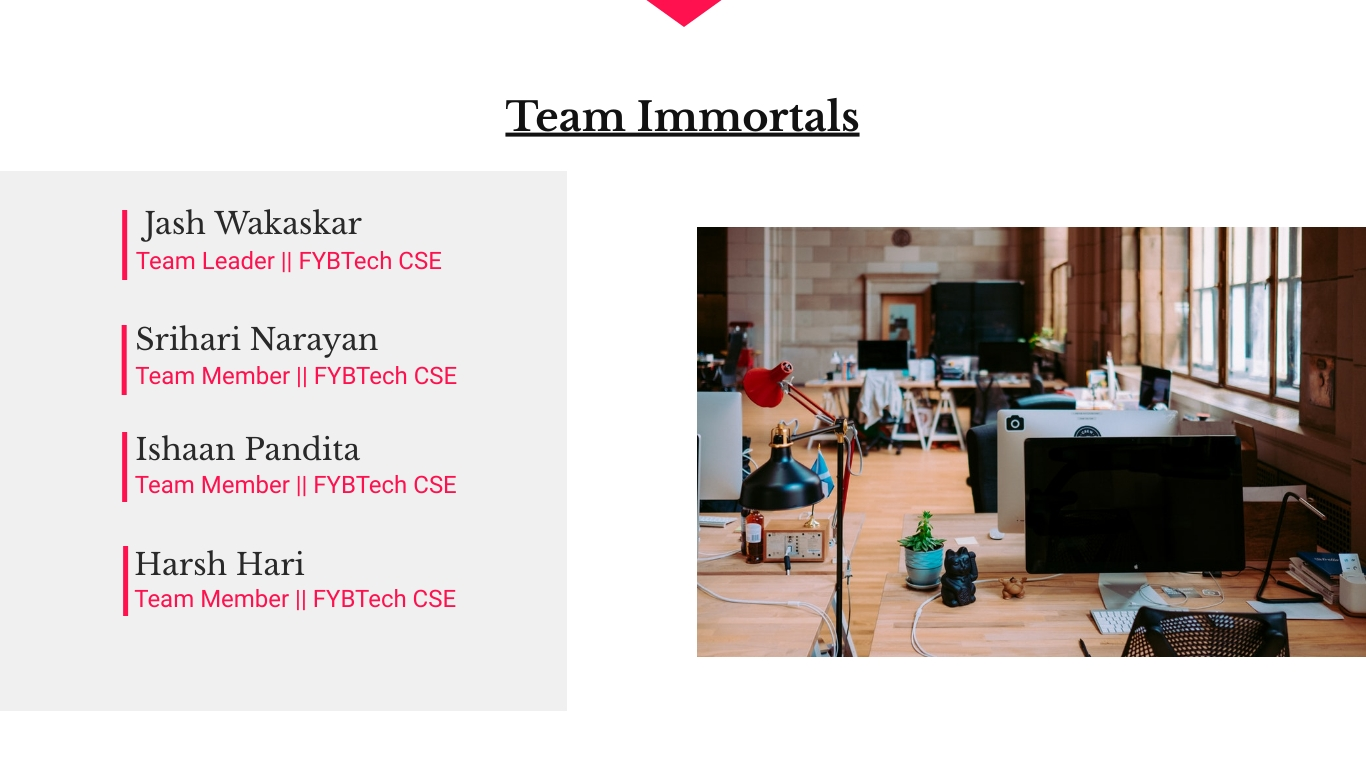 Team Immortals
Jash Wakaskar
Team Leader || FYBTech CSE
Srihari Narayan
Team Member || FYBTech CSE
Ishaan Pandita
Team Member || FYBTech CSE
Harsh Hari
Team Member || FYBTech CSE